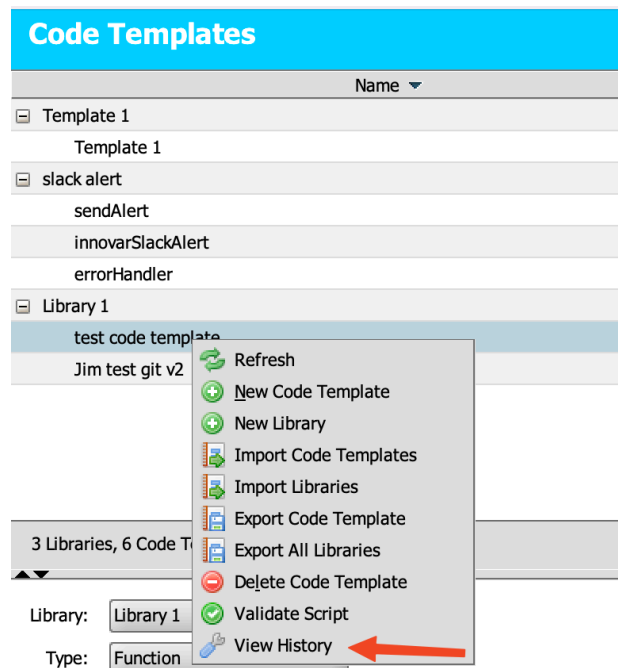 Code Templates
Name
Template 1
Template 1
slack alert
sendAlert
innovarSlackAlert
errorHandler
Library 1
test code template
Jim test git v2
Refresh
New Code Template
New Library
Import Code Templates
Import Libraries
Export Code Template
Export All Libraries
Delete Code Template
Validate Script
View History
3 Libraries, 6 Code
Library: Library 1
Type: Function